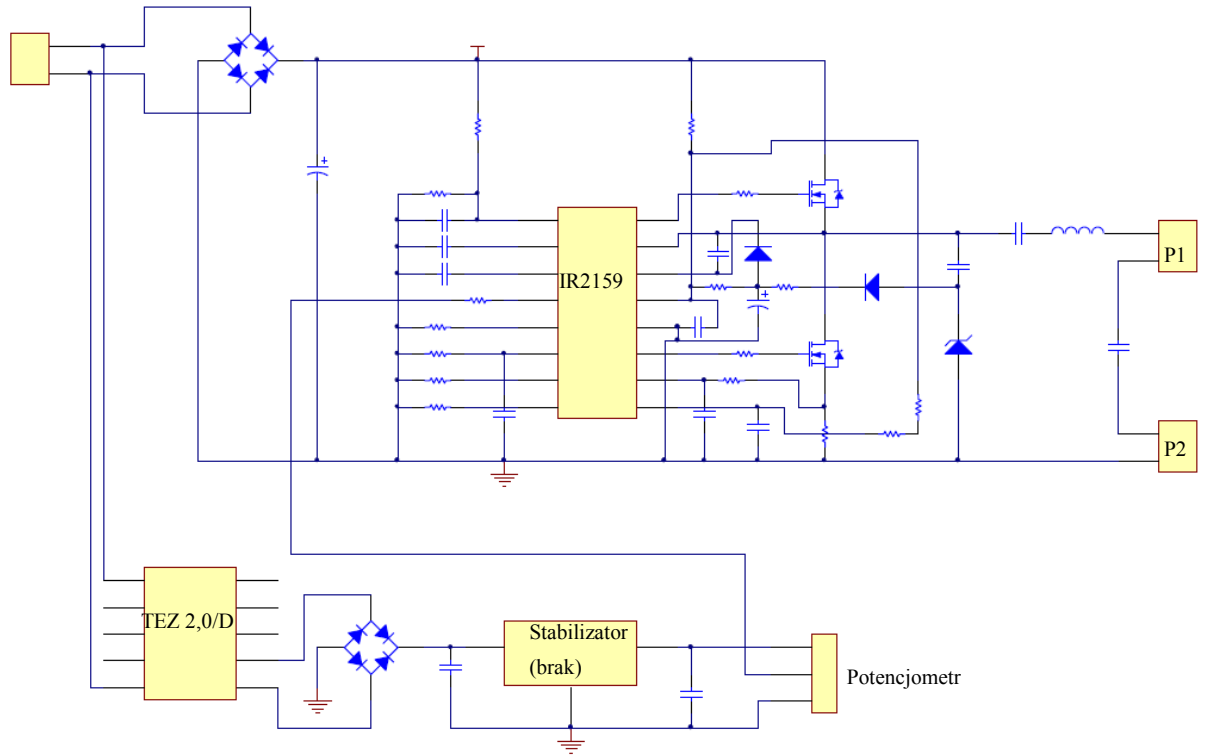 IR2159
P1
P2
TEZ 2,0/D
Stabilizator
(brak)
Potencjometr